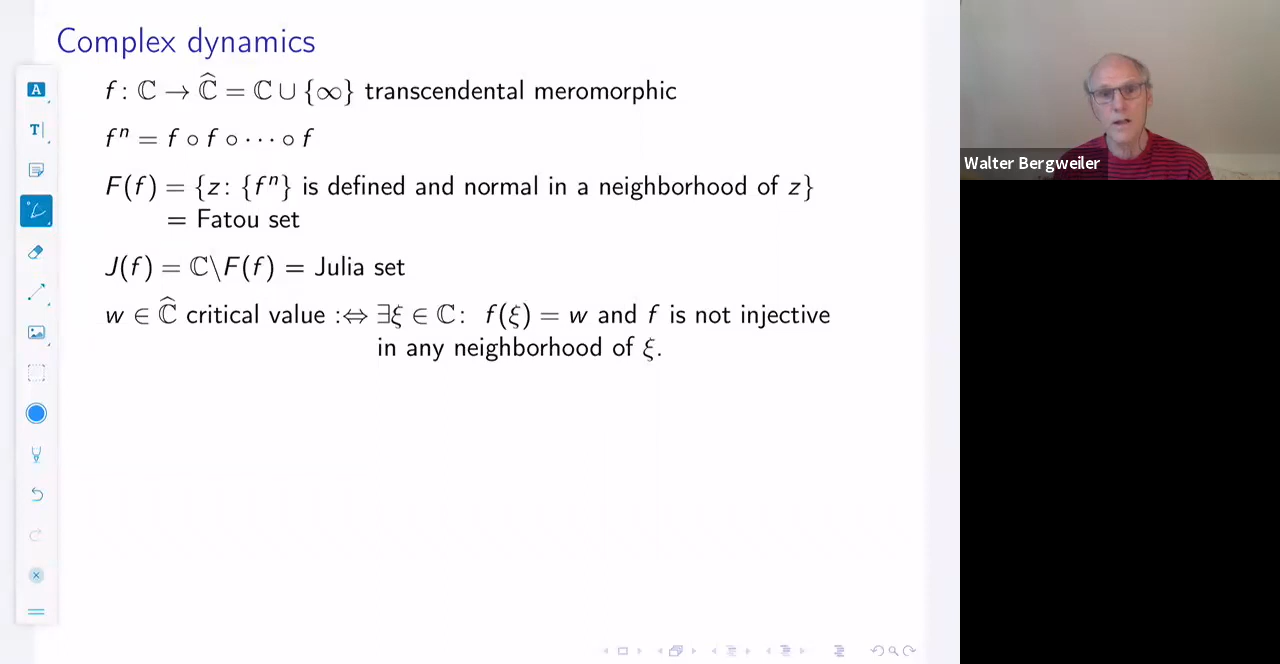 Complex dynamics
f : ℂ → ℂ̂ = ℂ ∪ {∞} transcendental meromorphic
fⁿ = f ∘ f ∘ ⋯ ∘ f
F(f) = {z : {fⁿ} is defined and normal in a neighborhood of z}
= Fatou set
J(f) = ℂ\F(f) = Julia set
w ∈ ℂ̂ critical value :⇔ ∃ξ ∈ ℂ : f(ξ) = w and f is not injective
in any neighborhood of ξ.
A
T
Walter Bergweiler